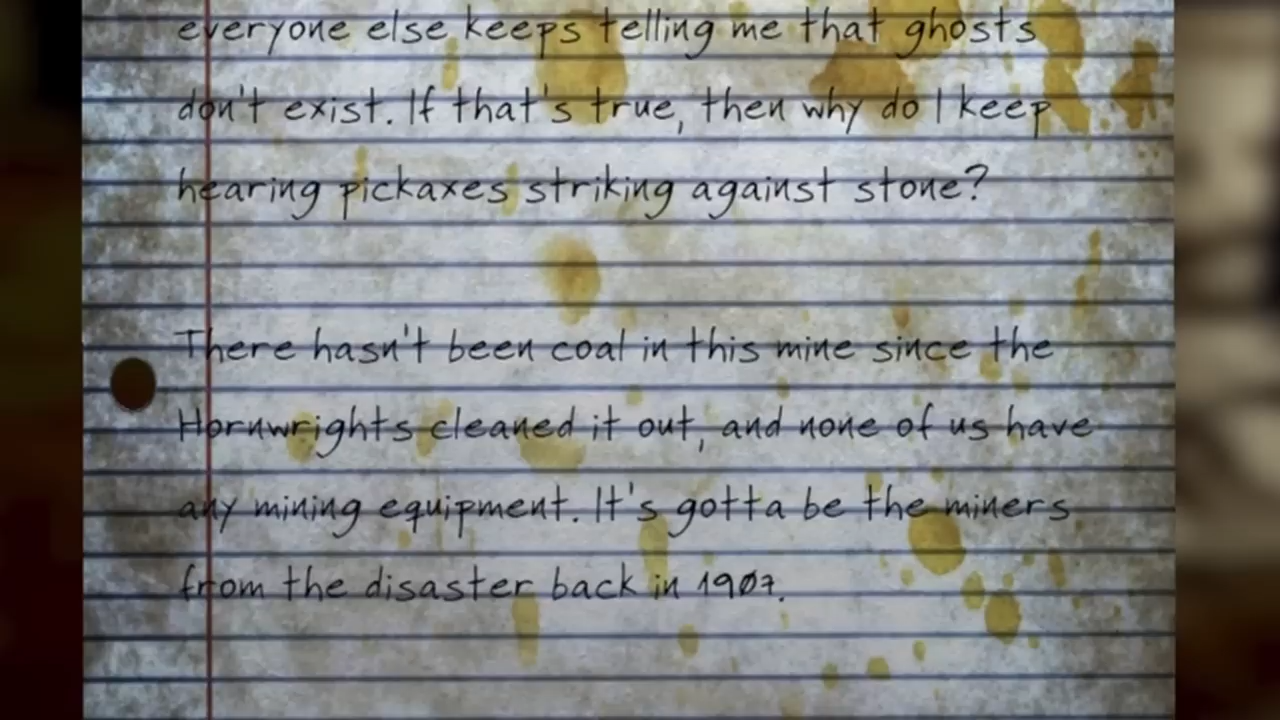 everyone else keeps telling me that ghosts
don't exist. If that's true, then why do I keep
hearing pickaxes striking against stone?
There hasn't been coal in this mine since the
Hornwrights cleaned it out, and none of us have
any mining equipment. It's gotta be the miners
from the disaster back in 1907.